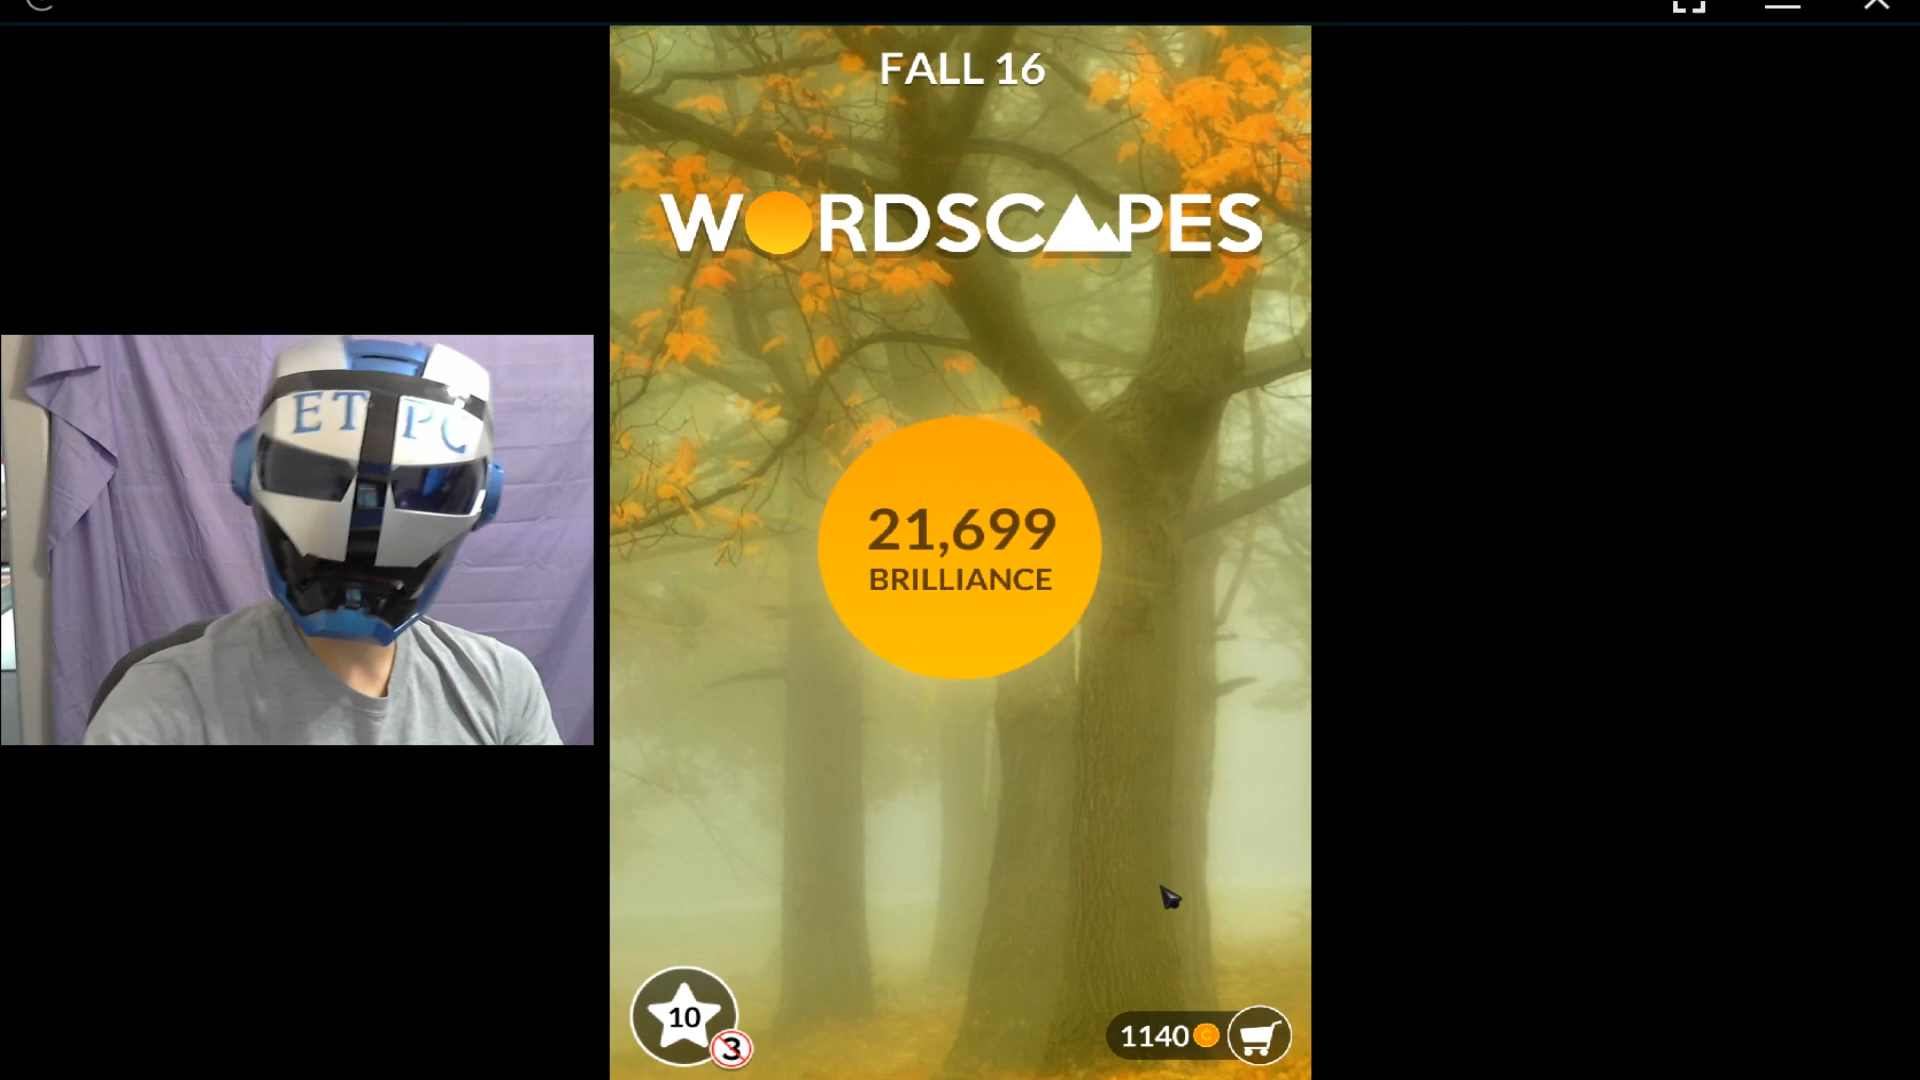 FALL 16
WORDSCAPES
ET PC
21,699
BRILLIANCE
10
3
1140